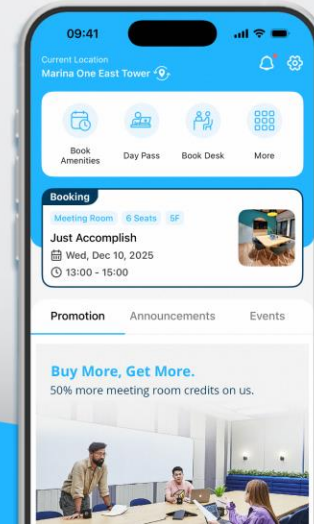 09:41
Current Location
Marina One East Tower
Book
Amenities
Day Pass
Book Desk
More
Booking
Meeting Room 6 Seats 5F
Just Accomplish
Wed, Dec 10, 2025
13:00 - 15:00
Promotion Announcements Events
Buy More, Get More.
50% more meeting room credits on us.